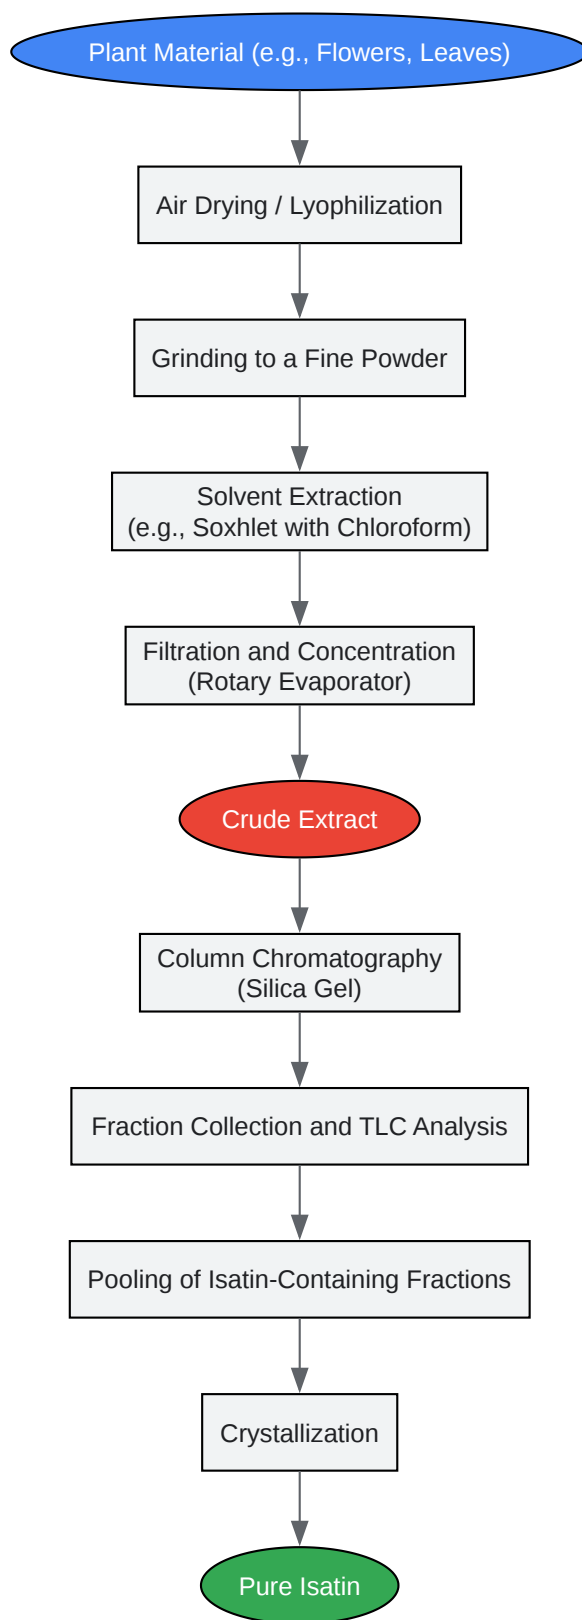 Plant Material (e.g., Flowers, Leaves)
Air Drying / Lyophilization
Grinding to a Fine Powder
Solvent Extraction
(e.g., Soxhlet with Chloroform)
Filtration and Concentration
(Rotary Evaporator)
Crude Extract
Column Chromatography
(Silica Gel)
Fraction Collection and TLC Analysis
Pooling of Isatin-Containing Fractions
Crystallization
Pure Isatin